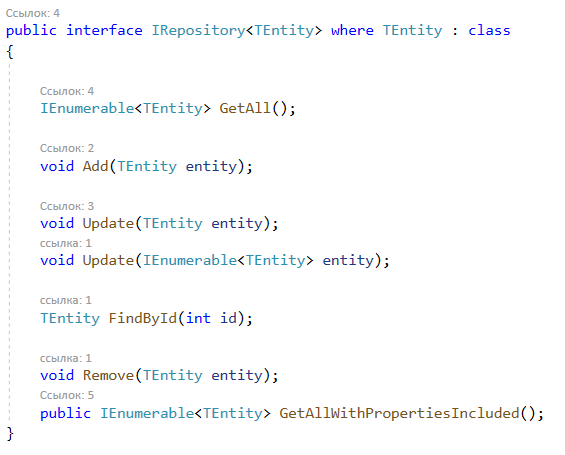 Ссылок: 4
public interface IRepository<TEntity> where TEntity : class
{
Ссылок: 4
IEnumerable<TEntity> GetAll();
Ссылок: 2
void Add(TEntity entity);
Ссылок: 3
void Update(TEntity entity);
ссылка: 1
void Update(IEnumerable<TEntity> entity);
ссылка: 1
TEntity FindById(int id);
ссылка: 1
void Remove(TEntity entity);
Ссылок: 5
public IEnumerable<TEntity> GetAllWithPropertiesIncluded();
}